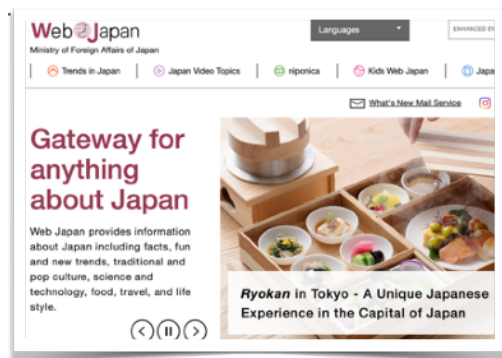 Web Japan
Languages
ENHANCED BY
Ministry of Foreign Affairs of Japan
Trends in Japan
Japan Video Topics
niponica
Kids Web Japan
Japa
What's New Mail Service
Gateway for
anything
about Japan
Web Japan provides information
about Japan including facts, fun
and new trends, traditional and
pop culture, science and
technology, food, travel, and life
style.
Ryokan in Tokyo - A Unique Japanese
Experience in the Capital of Japan